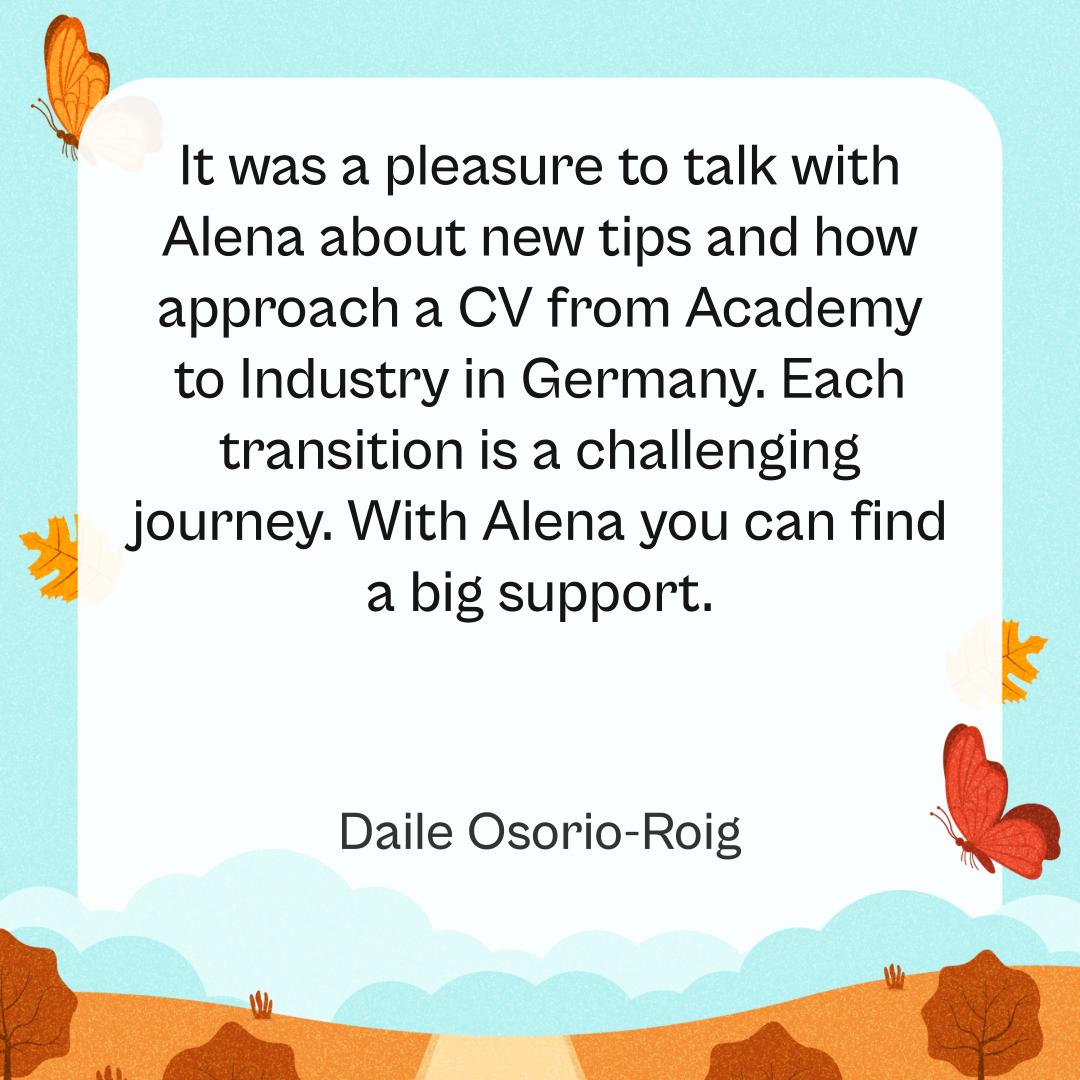 It was a pleasure to talk with
Alena about new tips and how
approach a CV from Academy
to Industry in Germany. Each
transition is a challenging
journey. With Alena you can find
a big support.
Daile Osorio-Roig